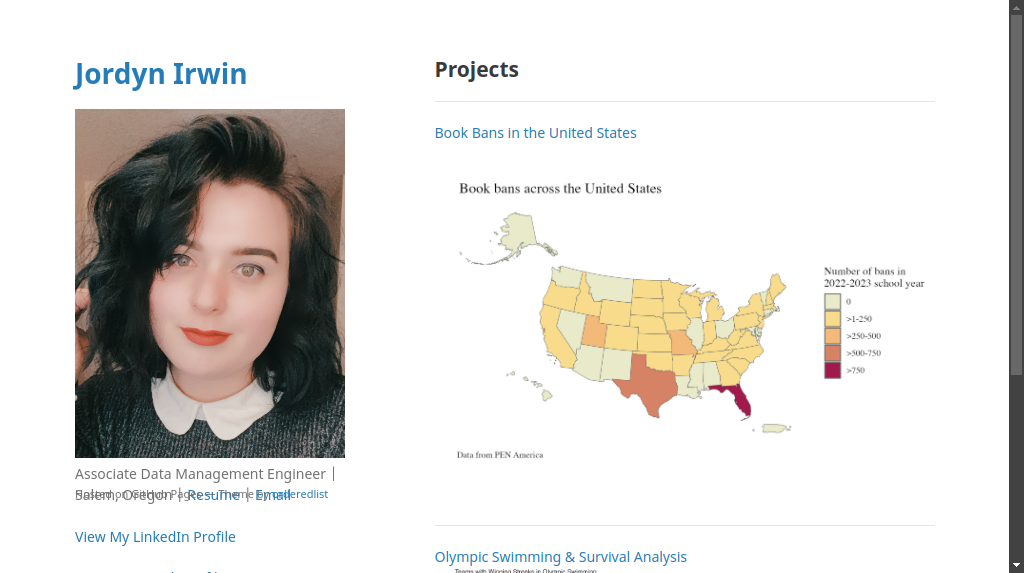 Jordyn Irwin
Associate Data Management Engineer |
Salem, Oregon | Resume | Email
Hosted on GitHub Pages — Theme by orderedlist
View My LinkedIn Profile
Projects
Book Bans in the United States
Book bans across the United States
Number of bans in
2022-2023 school year
0
>1-250
>250-500
>500-750
>750
Data from PEN America
Olympic Swimming & Survival Analysis
Teams with Winning Streaks in Olympic Swimming